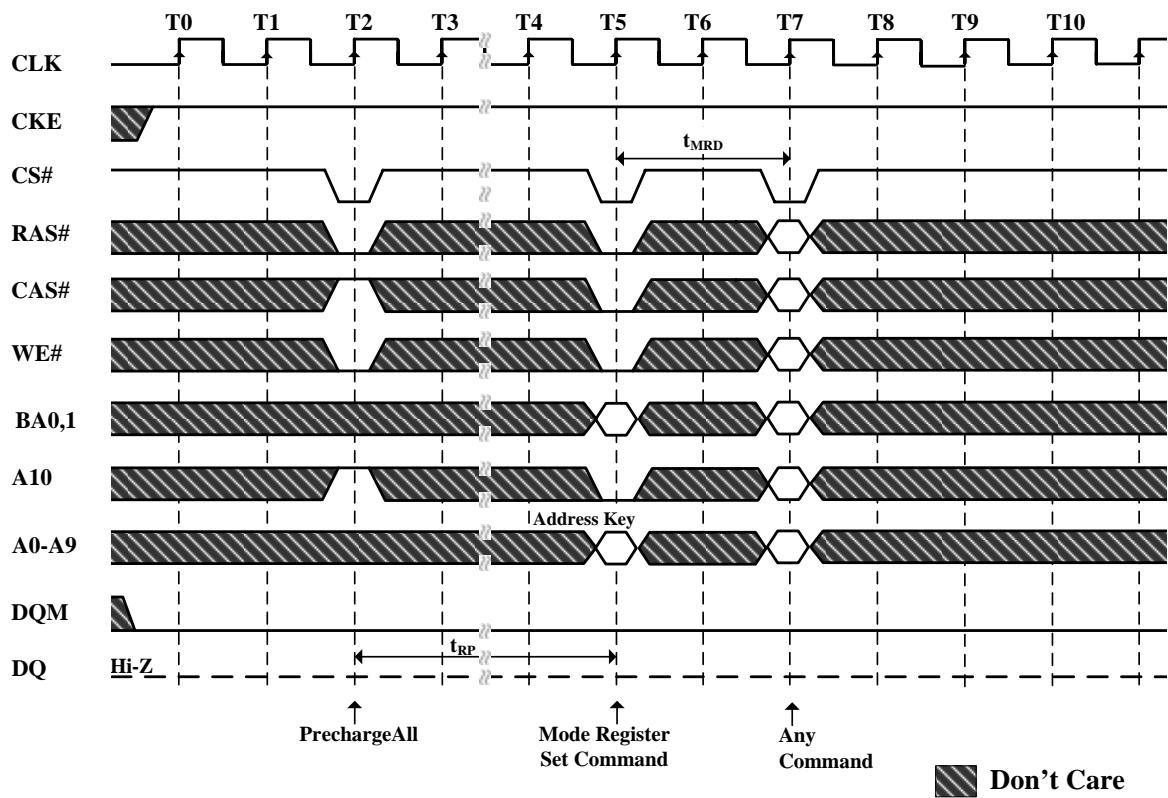 T0 T1 T2 T3 T4 T5 T6 T7 T8 T9 T10
CLK
CKE
tMRD
CS#
RAS#
CAS#
WE#
BA0,1
A10
Address Key
A0-A9
DQM
tRP
DQ Hi-Z
PrechargeAll
Mode Register
Set Command
Any
Command
Don't Care